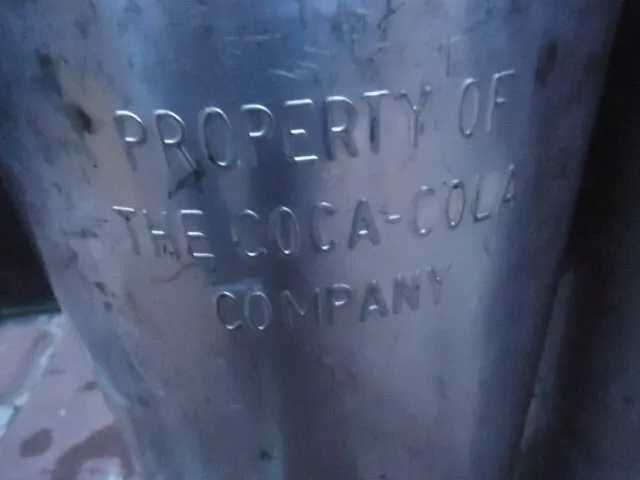 PROPERTY OF
THE COCA-COLA
COMPANY